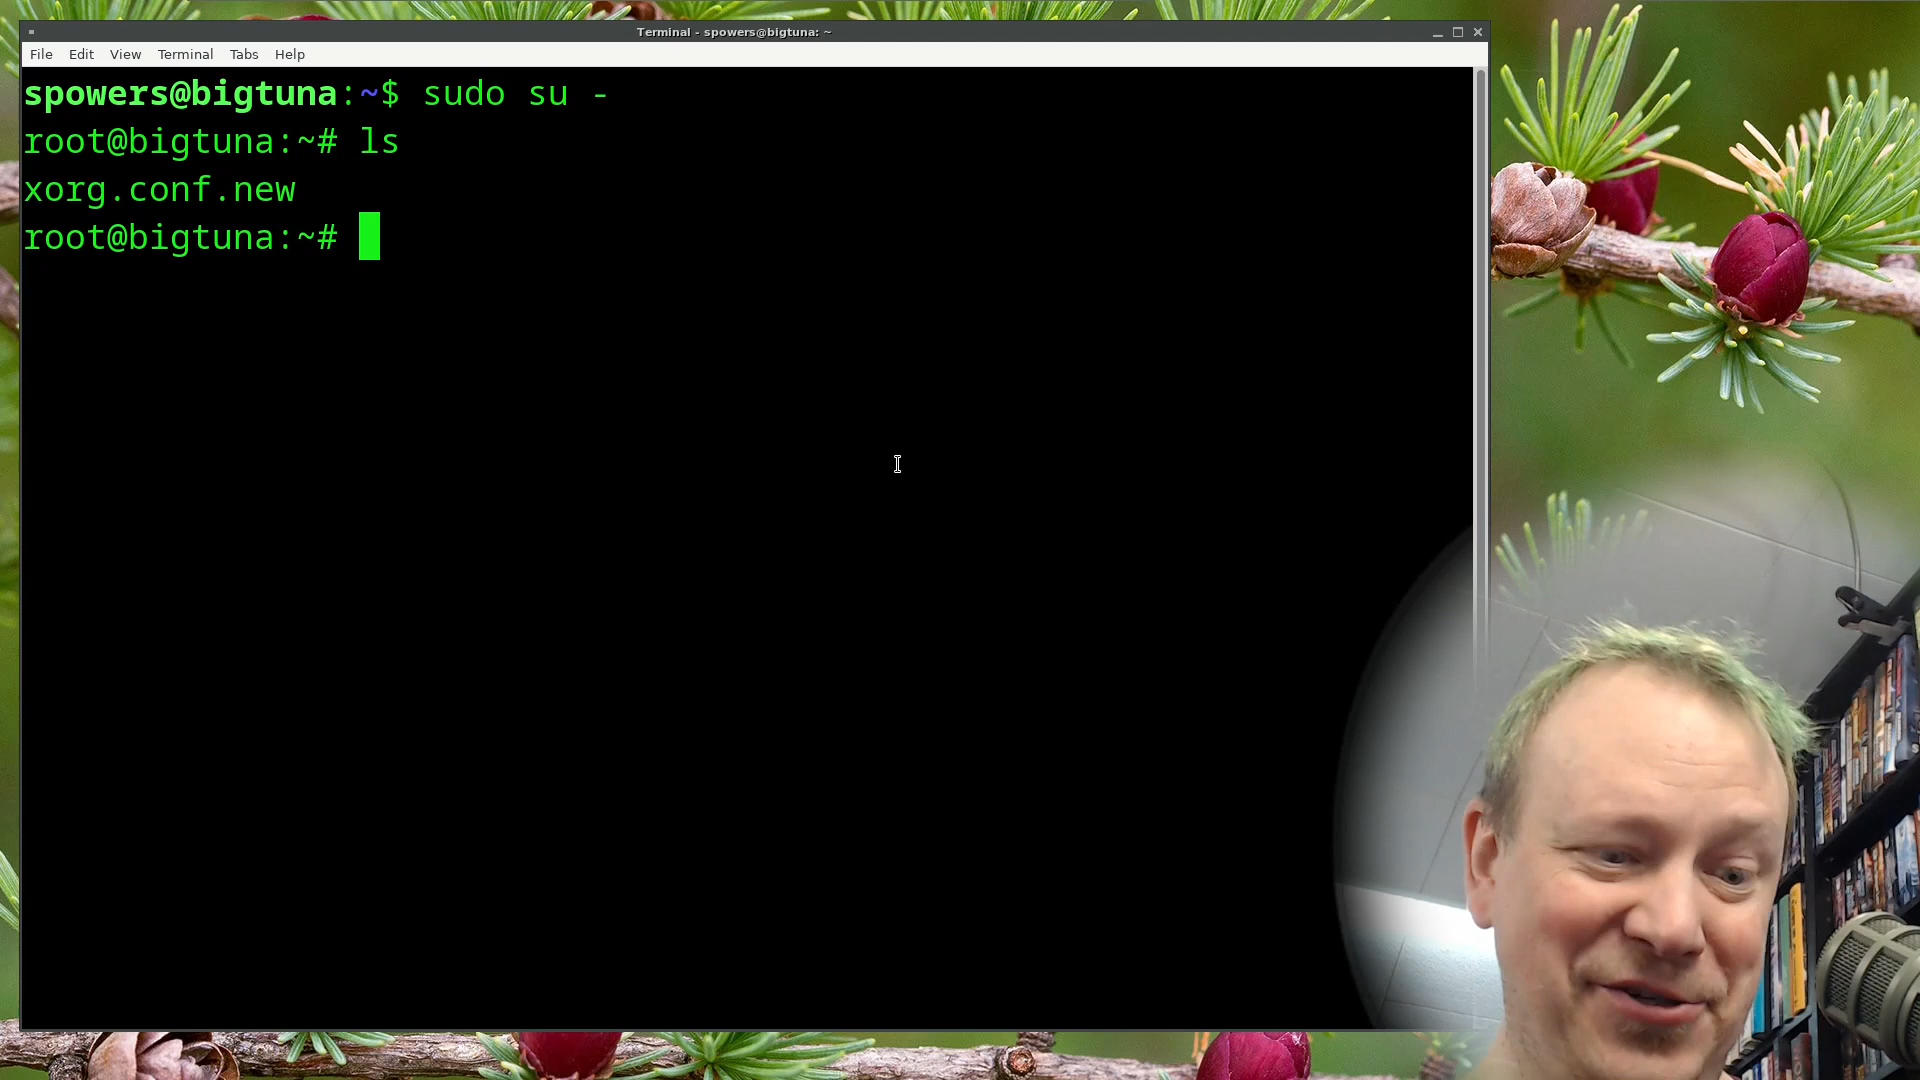 Terminal - spowers@bigtuna: ~
File Edit View Terminal Tabs Help
spowers@bigtuna:~$ sudo su -
root@bigtuna:~# ls
xorg.conf.new
root@bigtuna:~#